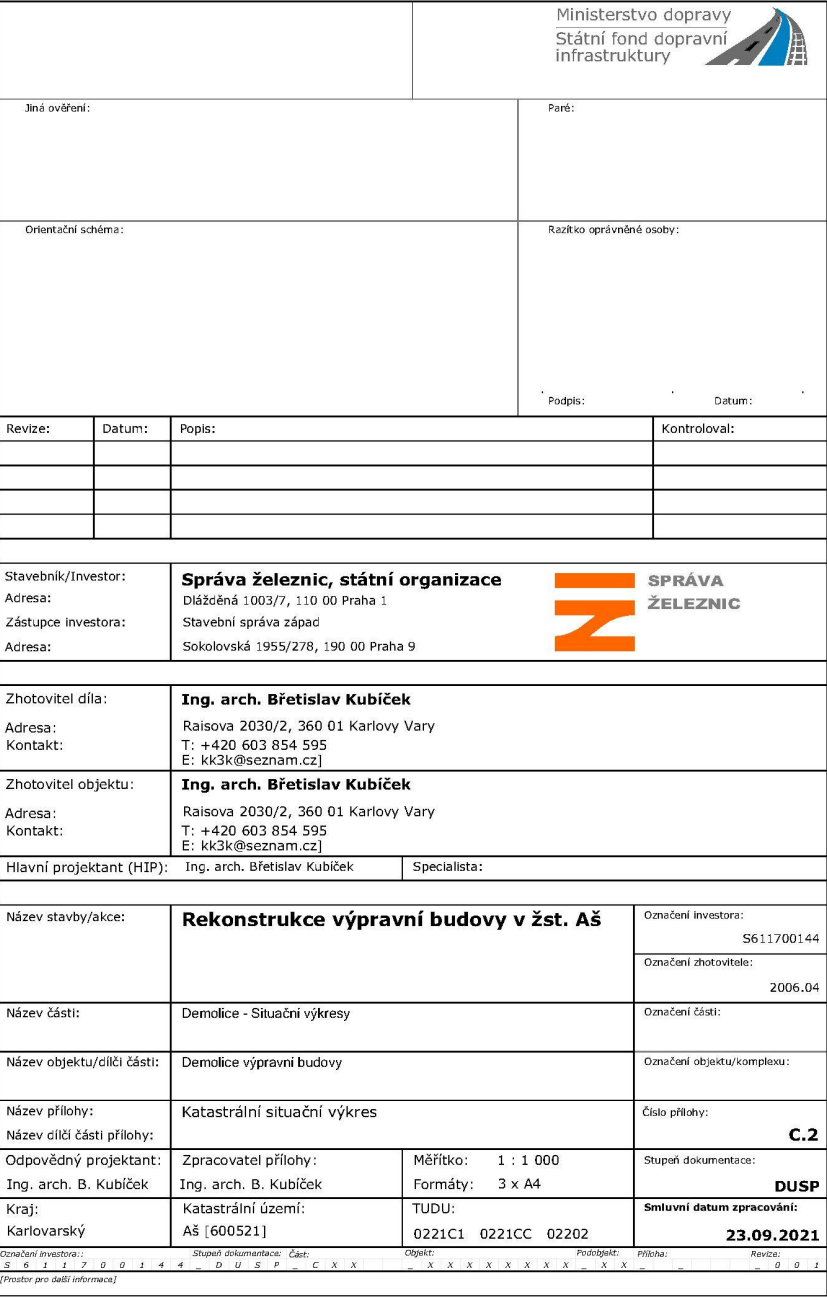 Ministerstvo dopravy
Státní fond dopravní
infrastruktury
Jiná ověření:
Paré:
Orientační schéma:
Razítko oprávněné osoby:
Podpis: Datum:
Revize: Datum: Popis: Kontroloval:
Stavebník/Investor: Správa železnic, státní organizace
Adresa: Dlážděná 1003/7, 110 00 Praha 1
Zástupce investora: Stavební správa západ
Adresa: Sokolovská 1955/278, 190 00 Praha 9
SPRÁVA
ŽELEZNIC
Zhotovitel díla: Ing. arch. Břetislav Kubíček
Adresa: Raisova 2030/2, 360 01 Karlovy Vary
Kontakt: T: +420 603 854 595
E: kk3k@seznam.cz]
Zhotovitel objektu: Ing. arch. Břetislav Kubíček
Adresa: Raisova 2030/2, 360 01 Karlovy Vary
Kontakt: T: +420 603 854 595
E: kk3k@seznam.cz]
Hlavní projektant (HIP): Ing. arch. Břetislav Kubíček Specialista:
Název stavby/akce: Rekonstrukce výpravní budovy v žst. Aš
Označení investora:
S611700144
Označení zhotovitele:
2006.04
Název části: Demolice - Situační výkresy Označení části:
Název objektu/dílčí části: Demolice výpravní budovy Označení objektu/komplexu:
Název přílohy: Katastrální situační výkres Číslo přílohy:
Název dílčí části přílohy: C.2
Odpovědný projektant: Zpracovatel přílohy: Měřítko: 1 : 1 000 Stupeň dokumentace:
Ing. arch. B. Kubíček Ing. arch. B. Kubíček Formáty: 3 x A4 DUSP
Kraj: Katastrální území: TUDU: Smluvní datum zpracování:
Karlovarský Aš [600521] 0221C1 0221CC 02202 23.09.2021
Označení investora:: Stupeň dokumentace: Část: Objekt: Podobjekt: Příloha: Revize:
S 6 1 1 7 0 0 1 4 4 _ D U S P _ C X X _ X X X X X X X X _ X X _ _ _ 0 0 1
[Prostor pro další informace]